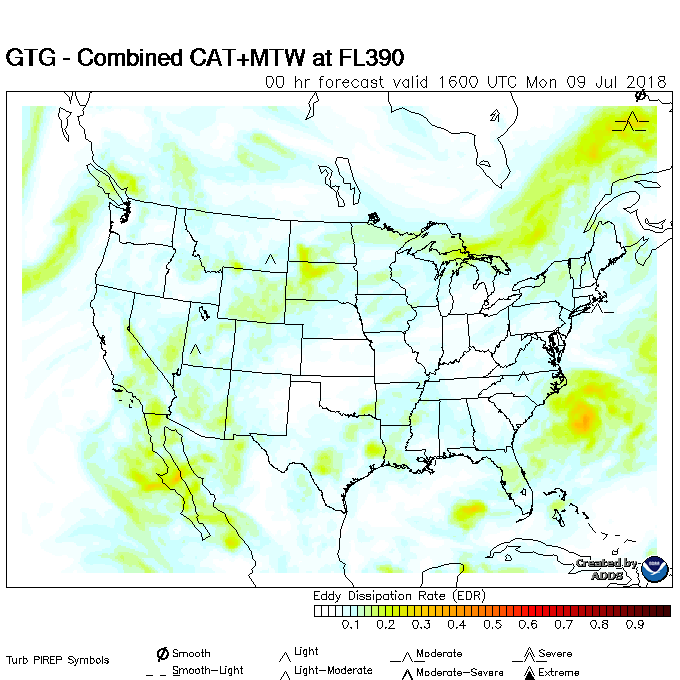 GTG - Combined CAT+MTW at FL390
00 hr forecast valid 1600 UTC Mon 09 Jul 2018
Created by
ADDS
Eddy Dissipation Rate (EDR)
0.1 0.2 0.3 0.4 0.5 0.6 0.7 0.8 0.9
Turb PIREP Symbols
Smooth Light Moderate Severe
Smooth-Light Light-Moderate Moderate-Severe Extreme